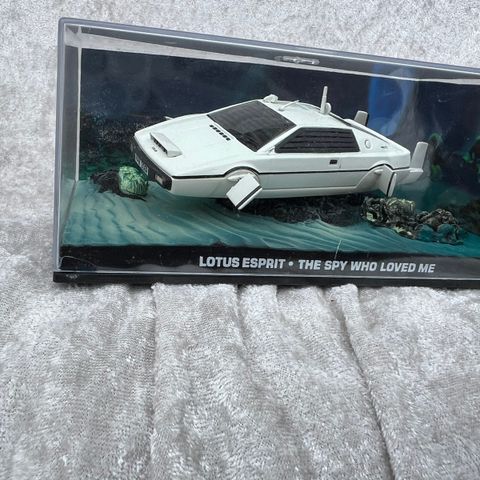 LOTUS ESPRIT • THE SPY WHO LOVED ME